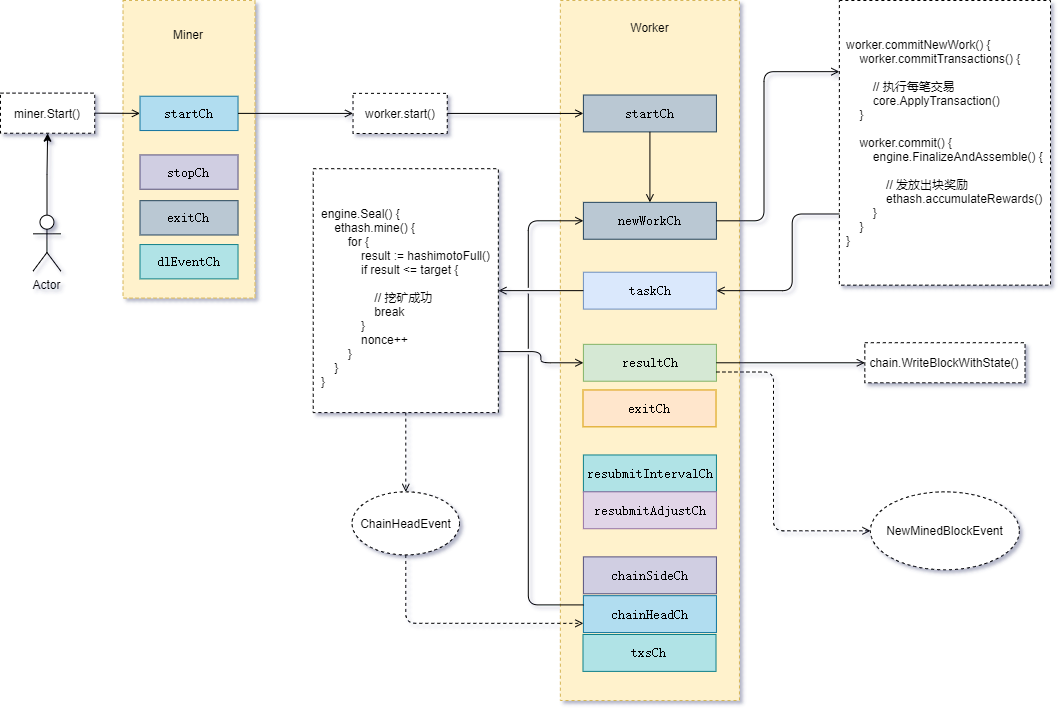 Miner
miner.Start()
startCh
stopCh
exitCh
dlEventCh
Actor
worker.start()
engine.Seal() {
ethash.mine() {
for {
result := hashimotoFull()
if result <= target {
// 挖矿成功
break
}
nonce++
}
}
}
ChainHeadEvent
Worker
startCh
newWorkCh
taskCh
resultCh
exitCh
resubmitIntervalCh
resubmitAdjustCh
chainSideCh
chainHeadCh
txsCh
worker.commitNewWork() {
worker.commitTransactions() {
// 执行每笔交易
core.ApplyTransaction()
}
worker.commit() {
engine.FinalizeAndAssemble() {
// 发放出块奖励
ethash.accumulateRewards()
}
}
}
chain.WriteBlockWithState()
NewMinedBlockEvent